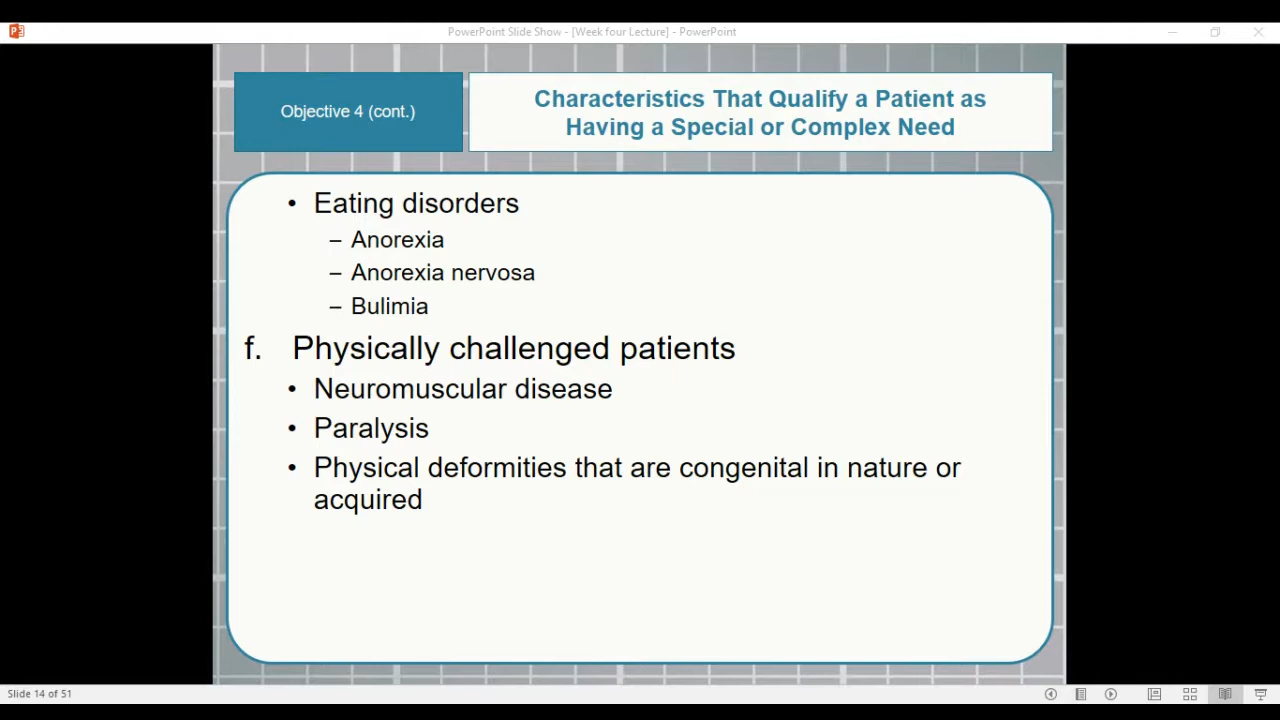 PowerPoint Slide Show - [Week four Lecture] - PowerPoint
Objective 4 (cont.)
Characteristics That Qualify a Patient as
Having a Special or Complex Need
• Eating disorders
– Anorexia
– Anorexia nervosa
– Bulimia
f. Physically challenged patients
• Neuromuscular disease
• Paralysis
• Physical deformities that are congenital in nature or
acquired
Slide 14 of 51